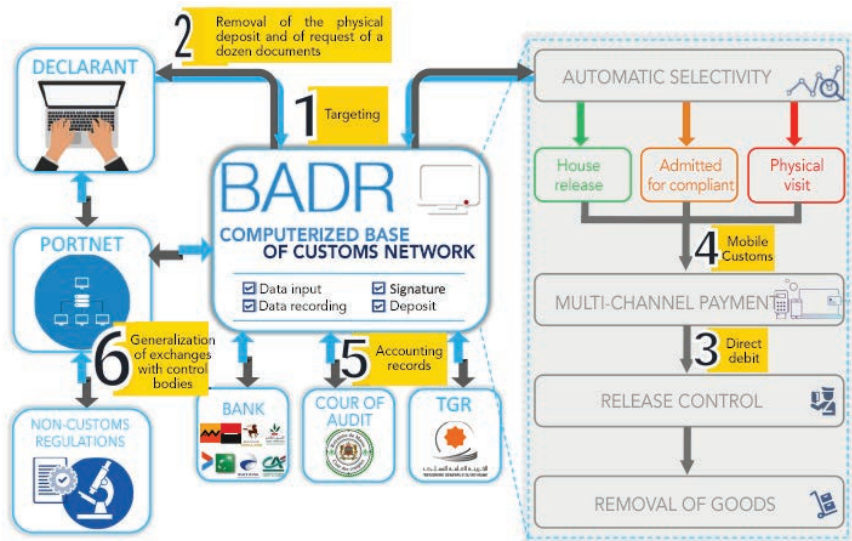 2
Removal of the physical
deposit and of request of a
dozen documents
DECLARANT
1
Targeting
BADR
COMPUTERIZED BASE
OF CUSTOMS NETWORK
Data input
Signature
Data recording
Deposit
PORTNET
6
Generalization
of exchanges
with control
bodies
5
Accounting
records
NON-CUSTOMS
REGULATIONS
BANK
COUR OF
AUDIT
TGR
AUTOMATIC SELECTIVITY
House
release
Admitted
for compliant
Physical
visit
4
Mobile
Customs
MULTI-CHANNEL PAYMENT
3
Direct
debit
RELEASE CONTROL
REMOVAL OF GOODS